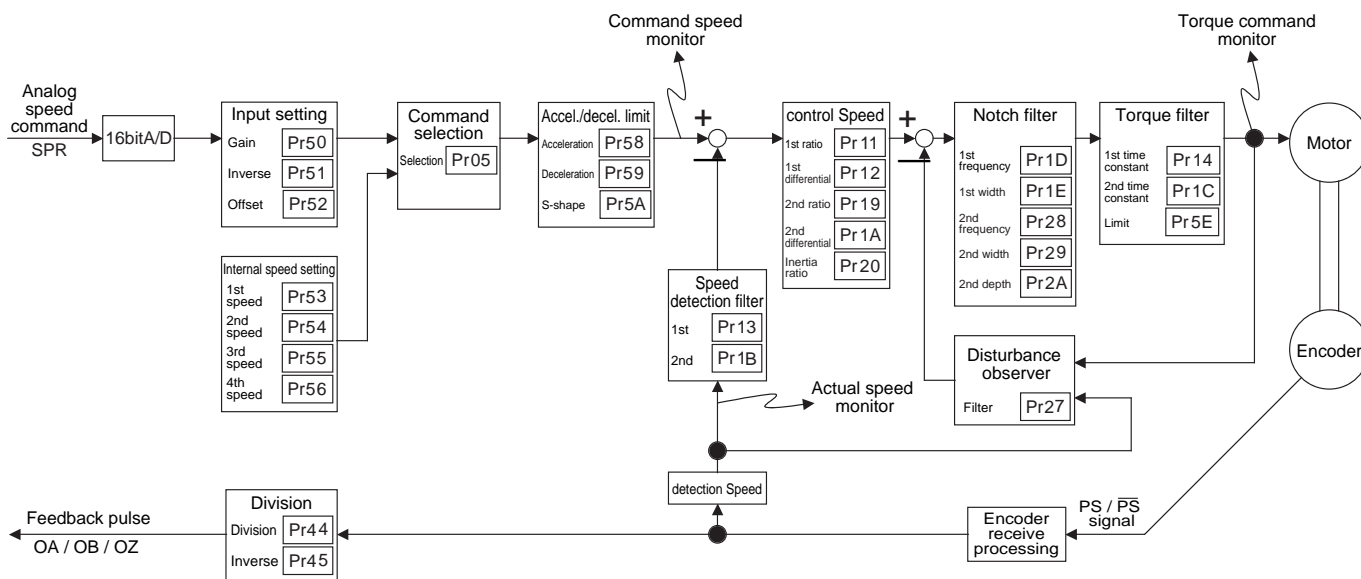 Command speed
monitor
Torque command
monitor
Analog
speed
command
SPR
16bitA/D
Input setting
Gain Pr50
Inverse Pr51
Offset Pr52
Command
selection
Selection Pr05
Accel./decel. limit
Acceleration Pr58
Deceleration Pr59
S-shape Pr5A
+
−
control Speed
1st ratio Pr11
1st
differential Pr12
2nd ratio Pr19
2nd
differential Pr1A
Inertia
ratio Pr20
+
−
Notch filter
1st
frequency Pr1D
1st width Pr1E
2nd
frequency Pr28
2nd width Pr29
2nd depth Pr2A
Torque filter
1st time
constant Pr14
2nd time
constant Pr1C
Limit Pr5E
Motor
Internal speed setting
1st
speed Pr53
2nd
speed Pr54
3rd
speed Pr55
4th
speed Pr56
Speed
detection filter
1st Pr13
2nd Pr1B
Disturbance
observer
Filter Pr27
Encoder
Actual speed
monitor
detection Speed
Feedback pulse
OA / OB / OZ
Division
Division Pr44
Inverse Pr45
Encoder
receive
processing
PS / P̅S̅
signal